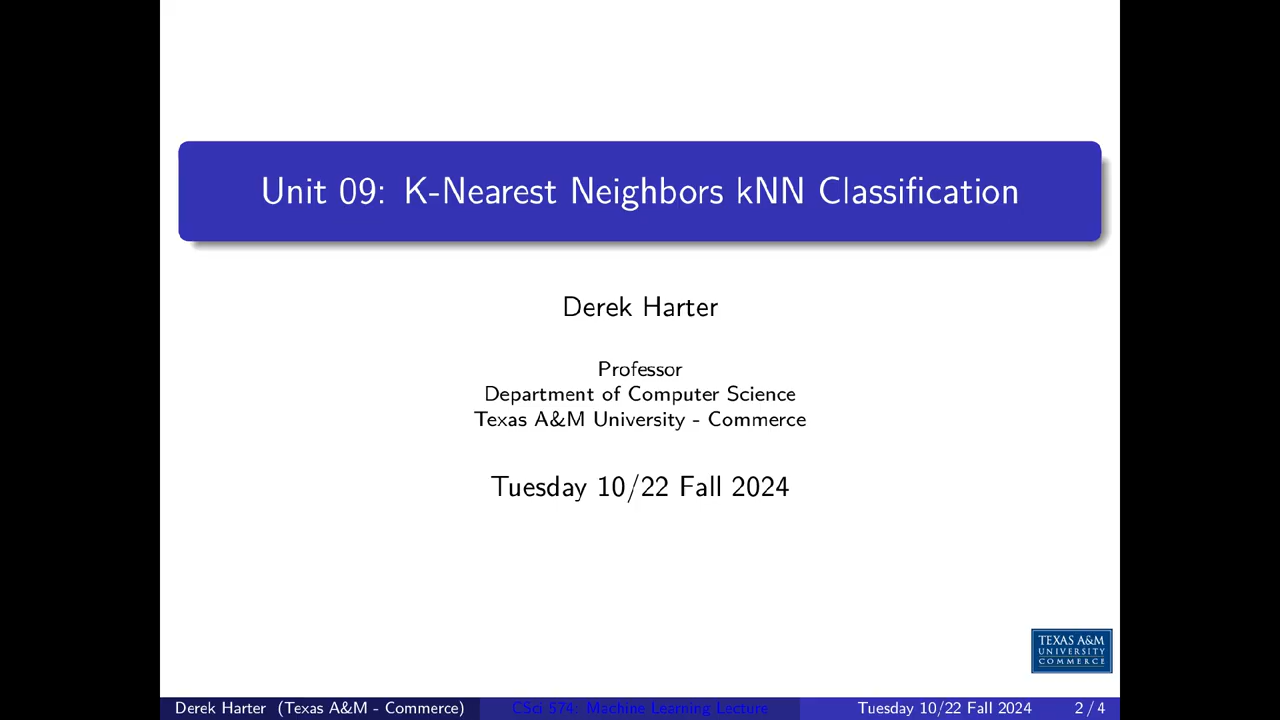 Unit 09: K-Nearest Neighbors kNN Classification
Derek Harter
Professor
Department of Computer Science
Texas A&M University - Commerce
Tuesday 10/22 Fall 2024
TEXAS A&M
UNIVERSITY
COMMERCE
Derek Harter (Texas A&M - Commerce)
CSci 574: Machine Learning Lecture
Tuesday 10/22 Fall 2024
2 / 4